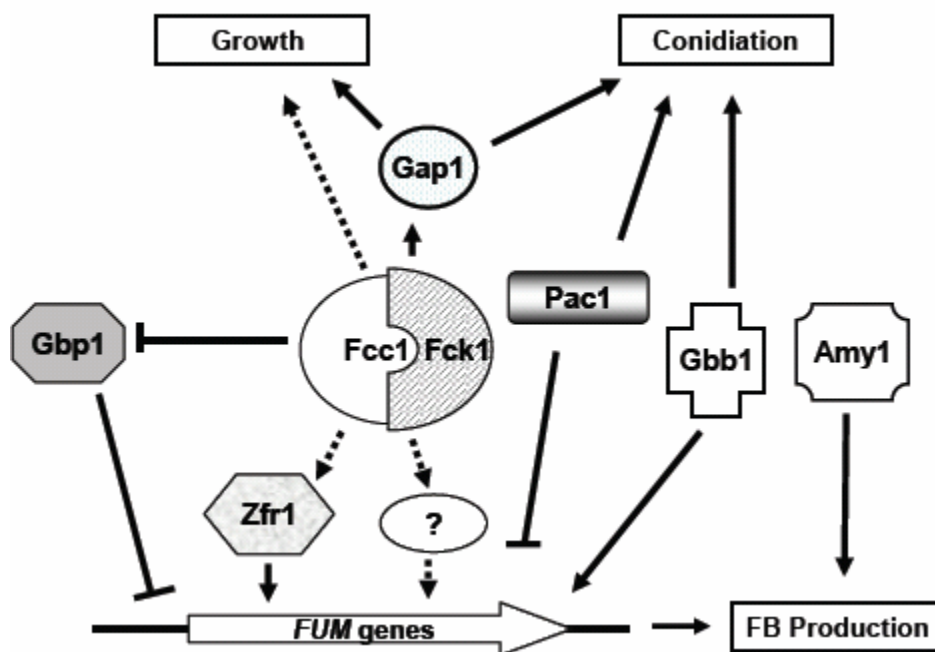 Growth
Conidiation
Gap1
Gbp1
Fcc1
Fck1
Pac1
Gbb1
Amy1
Zfr1
?
FUM genes
FB Production